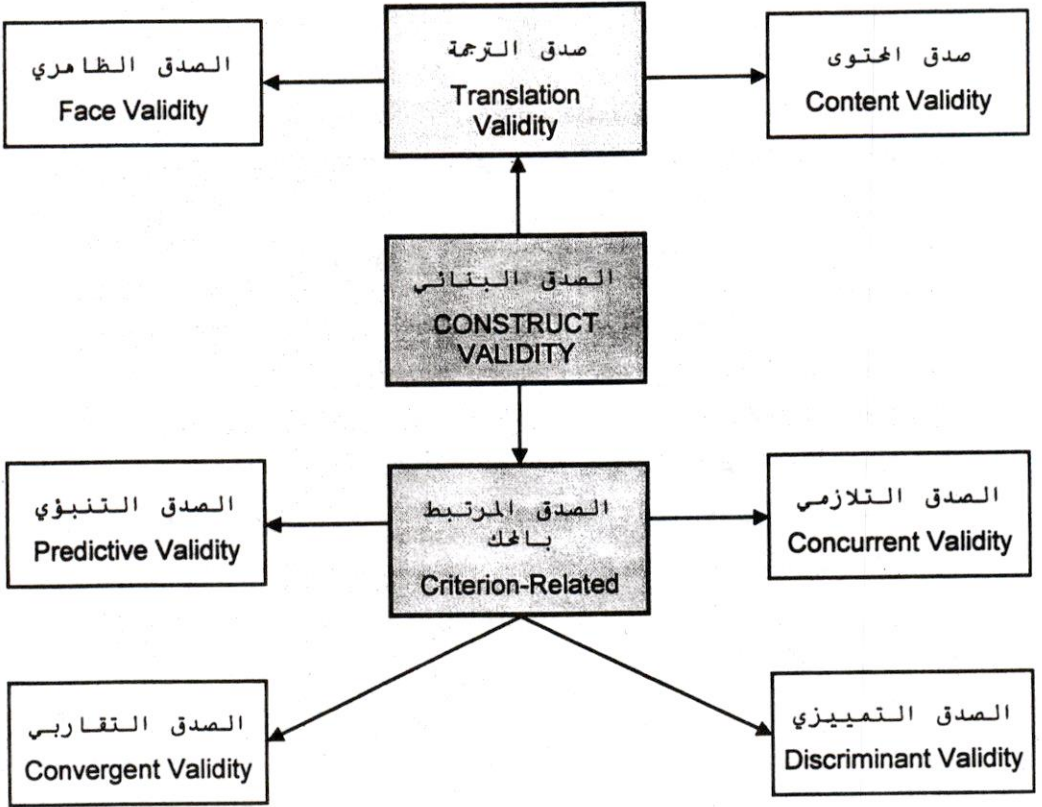 الصدق الظاهري
Face Validity
صدق الترجمة
Translation
Validity
صدق المحتوى
Content Validity
الصدق البنائي
CONSTRUCT
VALIDITY
الصدق التنبؤي
Predictive Validity
الصدق المرتبط
بالمحك
Criterion-Related
الصدق التلازمي
Concurrent Validity
الصدق التقاربي
Convergent Validity
الصدق التمييزي
Discriminant Validity